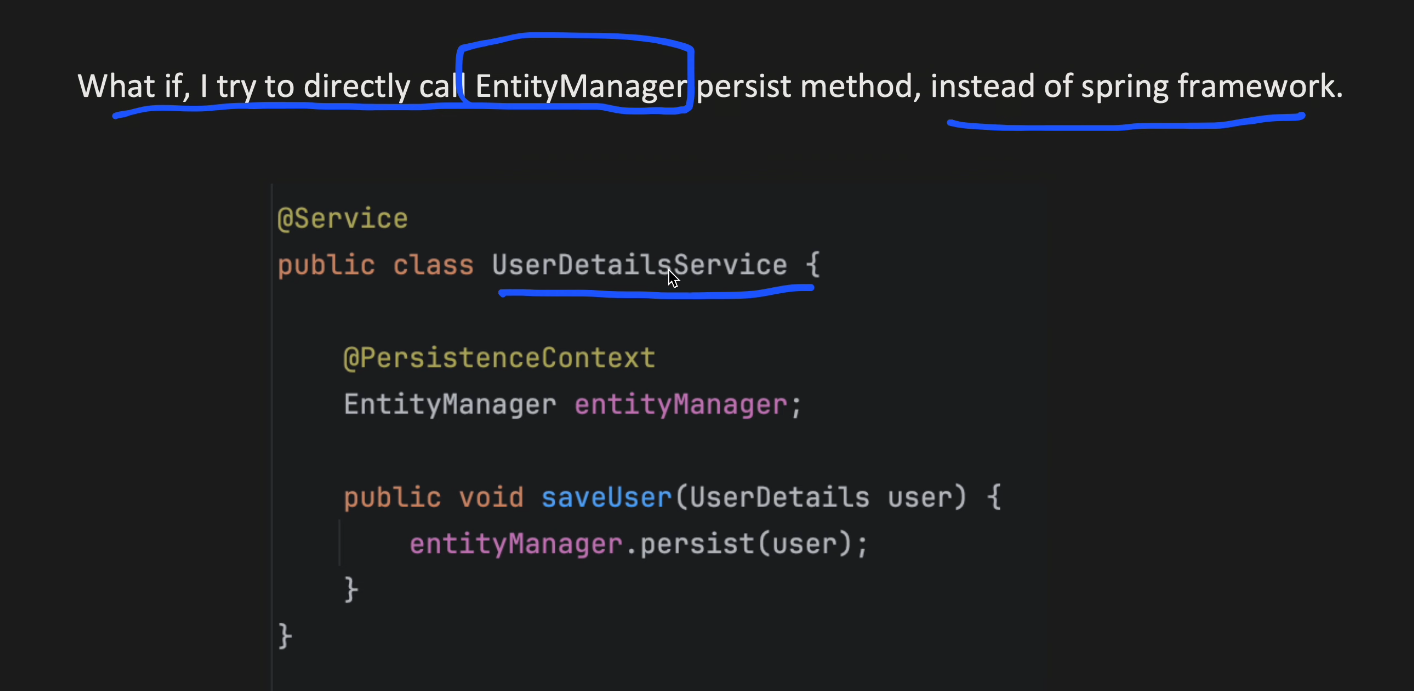 What if, I try to directly call EntityManager persist method, instead of spring framework.
@Service
public class UserDetailsService {
@PersistenceContext
EntityManager entityManager;
public void saveUser(UserDetails user) {
entityManager.persist(user);
}
}